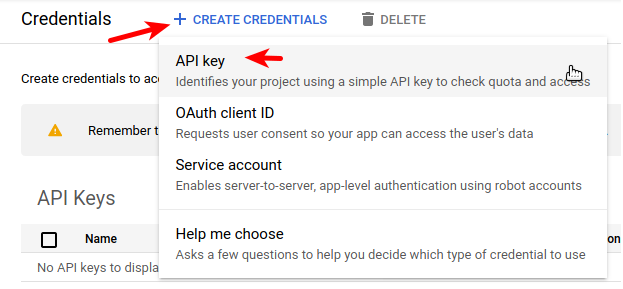 Credentials
CREATE CREDENTIALS
DELETE
API key
Identifies your project using a simple API key to check quota and access
Create credentials to acc
OAuth client ID
Requests user consent so your app can access the user's data
Remember t
Service account
Enables server-to-server, app-level authentication using robot accounts
API Keys
Help me choose
Asks a few questions to help you decide which type of credential to use
Name
on
No API keys to displa